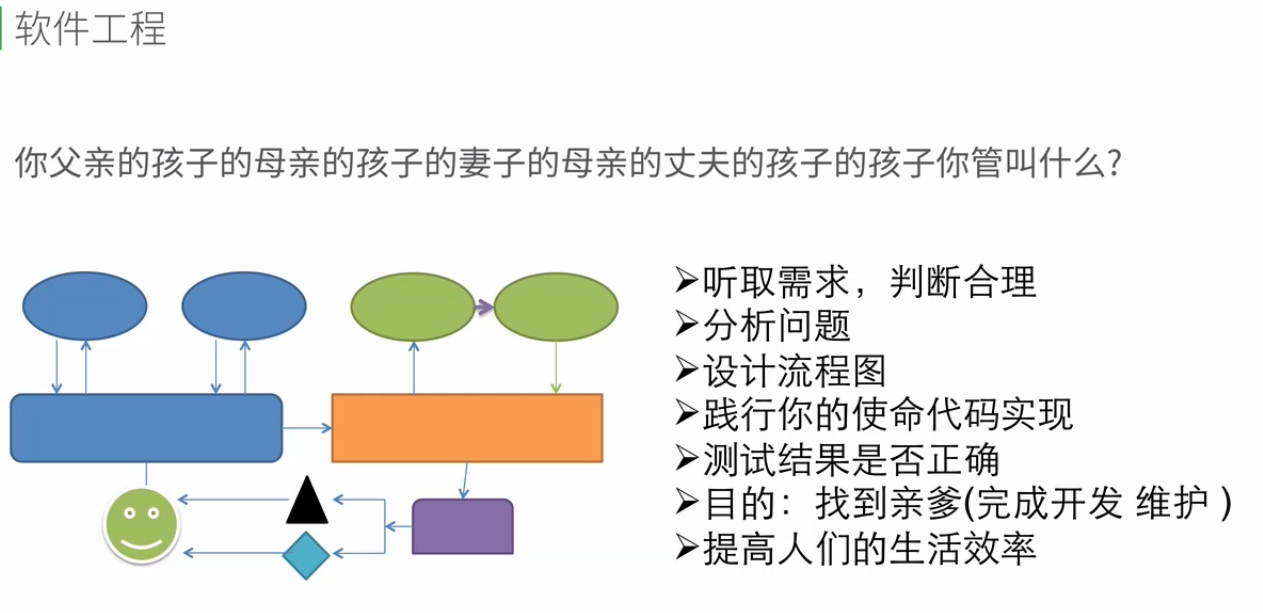 软件工程
你父亲的孩子的母亲的孩子的妻子的母亲的丈夫的孩子的孩子你管叫什么?
➢听取需求，判断合理
➢分析问题
➢设计流程图
➢践行你的使命代码实现
➢测试结果是否正确
➢目的：找到亲爹(完成开发 维护 )
➢提高人们的生活效率